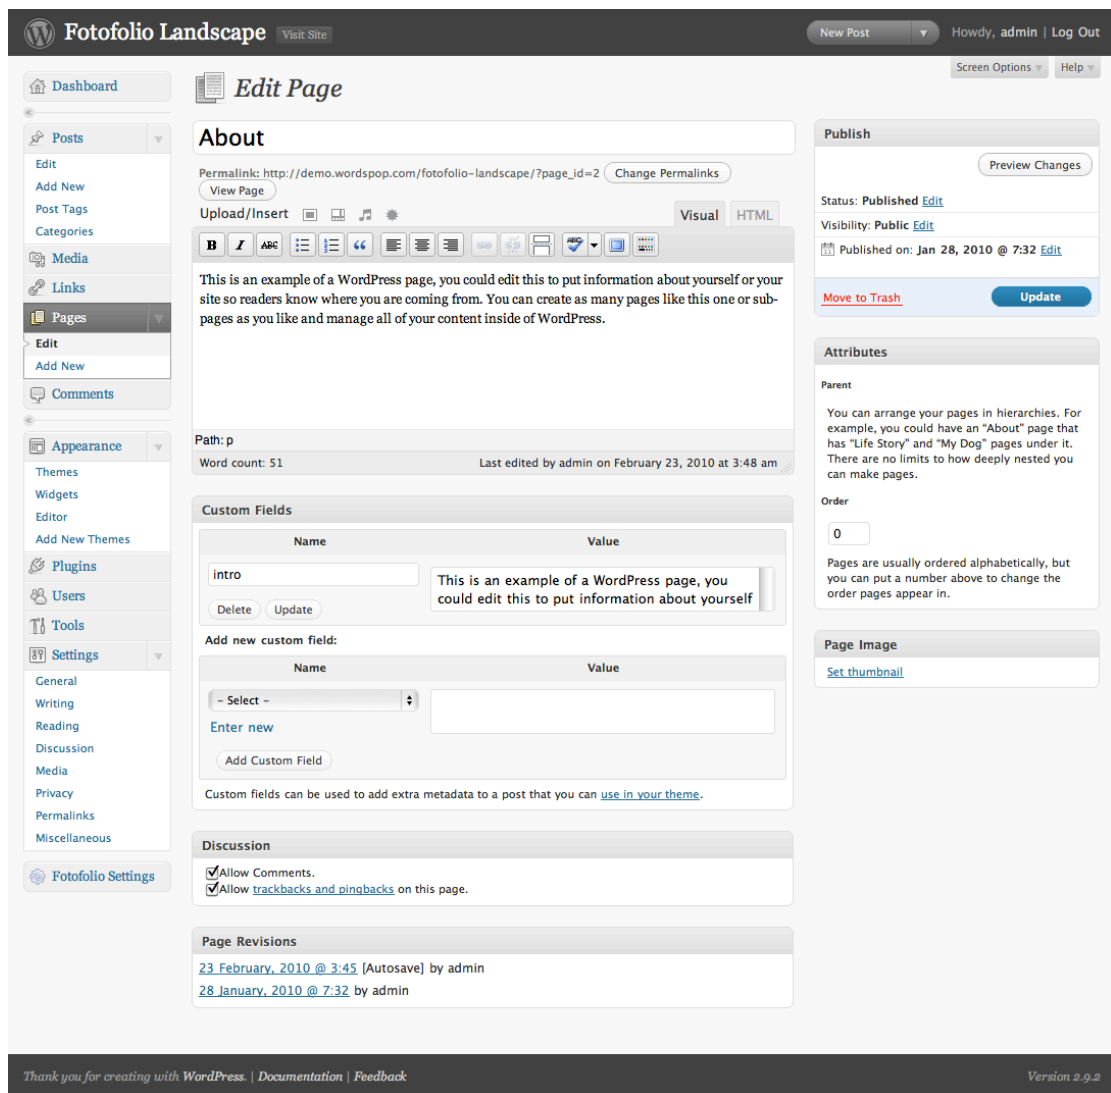 Fotofolio Landscape Visit Site
New Post
Howdy, admin | Log Out
Screen Options
Help
Dashboard
Posts
Edit
Add New
Post Tags
Categories
Media
Links
Pages
Edit
Add New
Comments
Appearance
Themes
Widgets
Editor
Add New Themes
Plugins
Users
Tools
Settings
General
Writing
Reading
Discussion
Media
Privacy
Permalinks
Miscellaneous
Fotofolio Settings
Edit Page
About
Permalink: http://demo.wordspop.com/fotofolio-landscape/?page_id=2 Change Permalinks
View Page
Upload/Insert
Visual HTML
B I ABC ABC
This is an example of a WordPress page, you could edit this to put information about yourself or your
site so readers know where you are coming from. You can create as many pages like this one or sub-
pages as you like and manage all of your content inside of WordPress.
Path: p
Word count: 51 Last edited by admin on February 23, 2010 at 3:48 am
Custom Fields
Name Value
intro
This is an example of a WordPress page, you
could edit this to put information about yourself
Delete Update
Add new custom field:
Name Value
– Select –
Enter new
Add Custom Field
Custom fields can be used to add extra metadata to a post that you can use in your theme.
Discussion
Allow Comments.
Allow trackbacks and pingbacks on this page.
Page Revisions
23 February, 2010 @ 3:45 [Autosave] by admin
28 January, 2010 @ 7:32 by admin
Publish
Preview Changes
Status: Published Edit
Visibility: Public Edit
Published on: Jan 28, 2010 @ 7:32 Edit
Move to Trash
Update
Attributes
Parent
You can arrange your pages in hierarchies. For
example, you could have an “About” page that
has “Life Story” and “My Dog” pages under it.
There are no limits to how deeply nested you
can make pages.
Order
0
Pages are usually ordered alphabetically, but
you can put a number above to change the
order pages appear in.
Page Image
Set thumbnail
Thank you for creating with WordPress. | Documentation | Feedback
Version 2.9.2